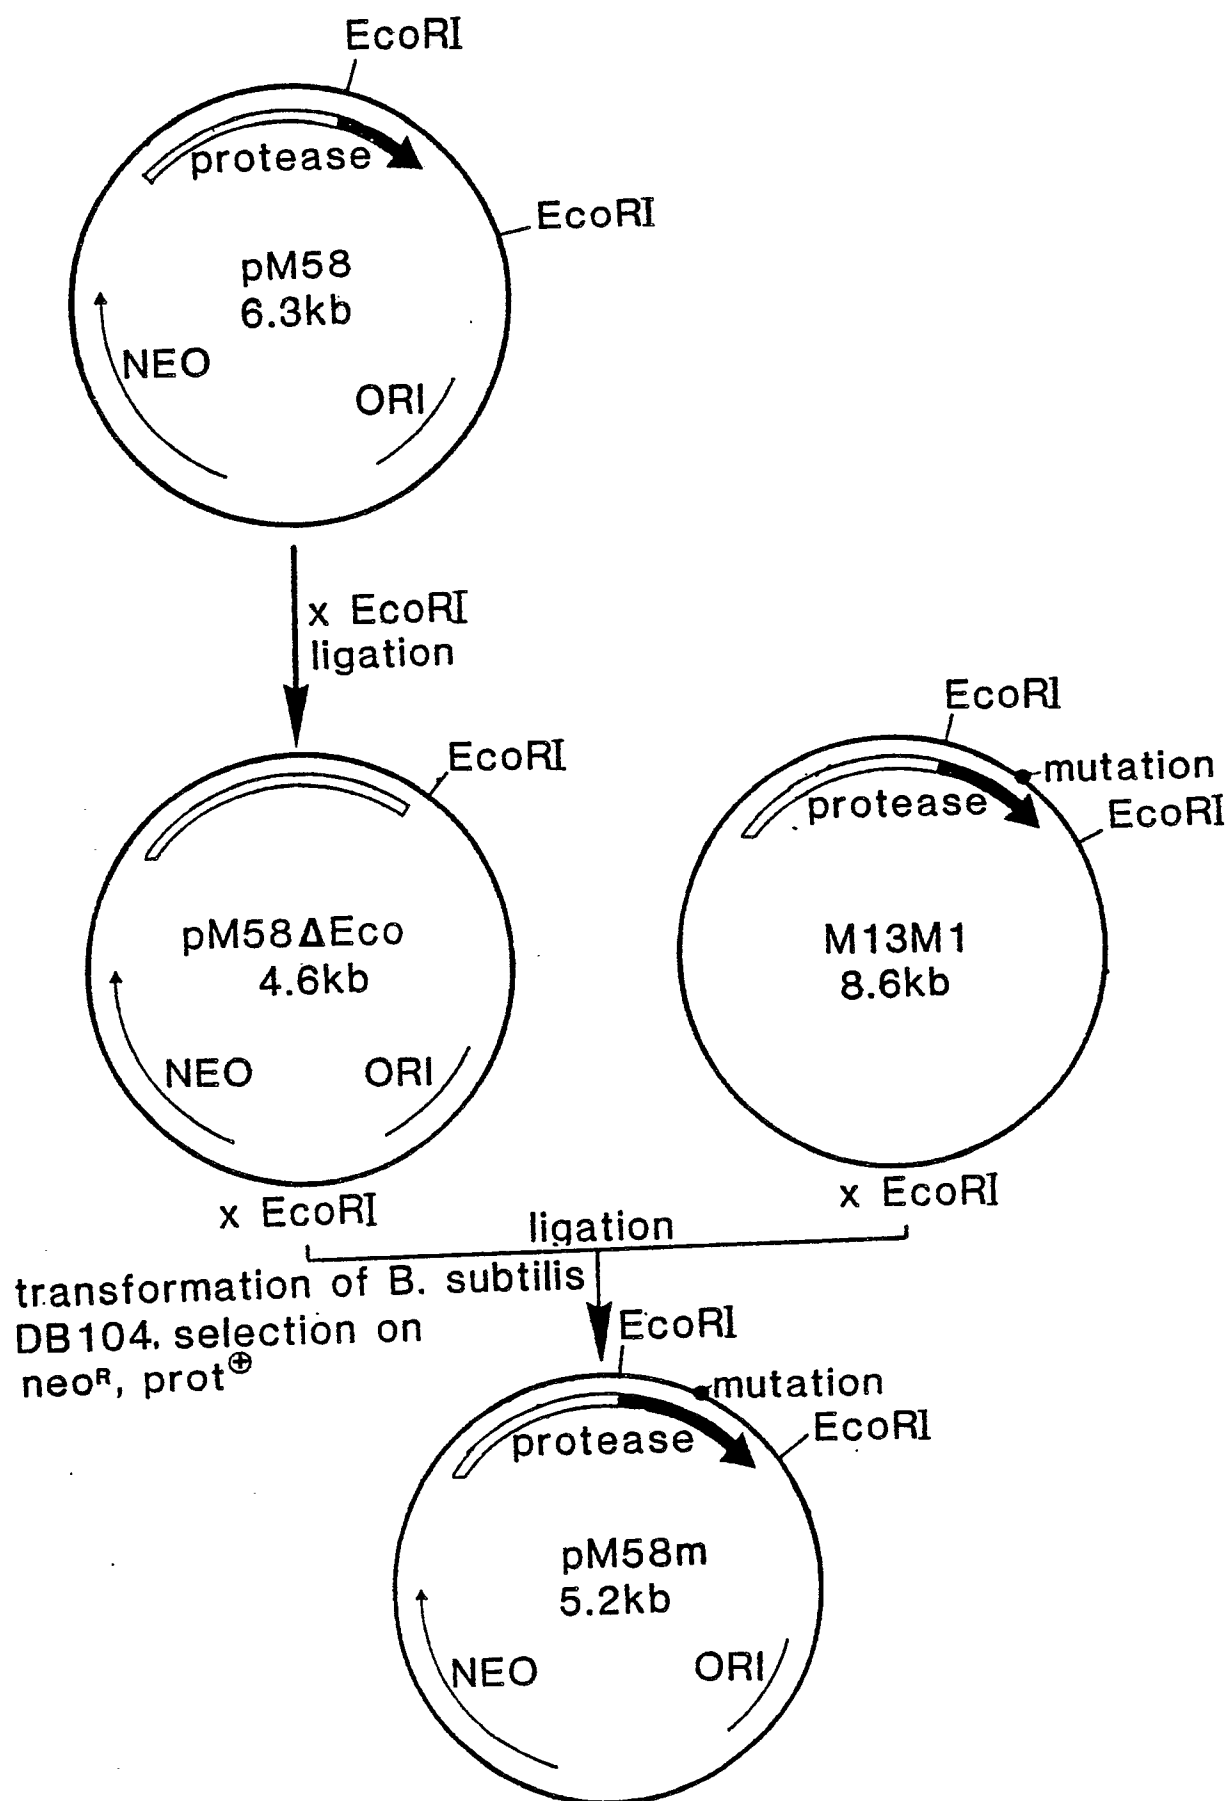 EcoRI
protease
EcoRI
pM58
6.3kb
NEO
ORI
x EcoRI
ligation
EcoRI
pM58ΔEco
4.6kb
NEO
ORI
x EcoRI
EcoRI
mutation
protease
EcoRI
M13M1
8.6kb
x EcoRI
ligation
transformation of B. subtilis
DB104. selection on
neoᴿ, prot⊕
EcoRI
mutation
protease
EcoRI
pM58m
5.2kb
NEO
ORI